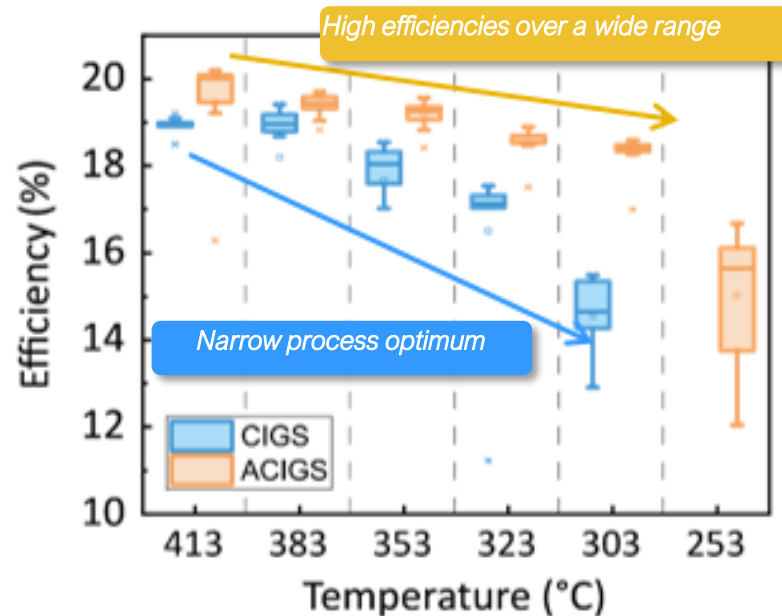 High efficiencies over a wide range
20
18
16
14
12
10
Efficiency (%)
Narrow process optimum
CIGS
ACIGS
413 383 353 323 303 253
Temperature (°C)